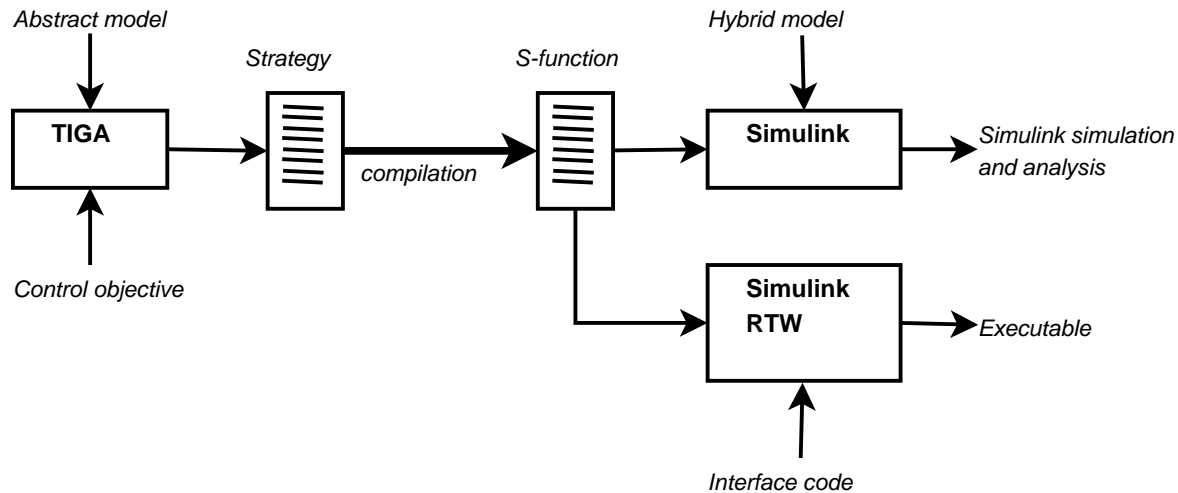 Abstract model
Hybrid model
Strategy
S-function
TIGA
Simulink
Simulink simulation
and analysis
compilation
Control objective
Simulink
RTW
Executable
Interface code